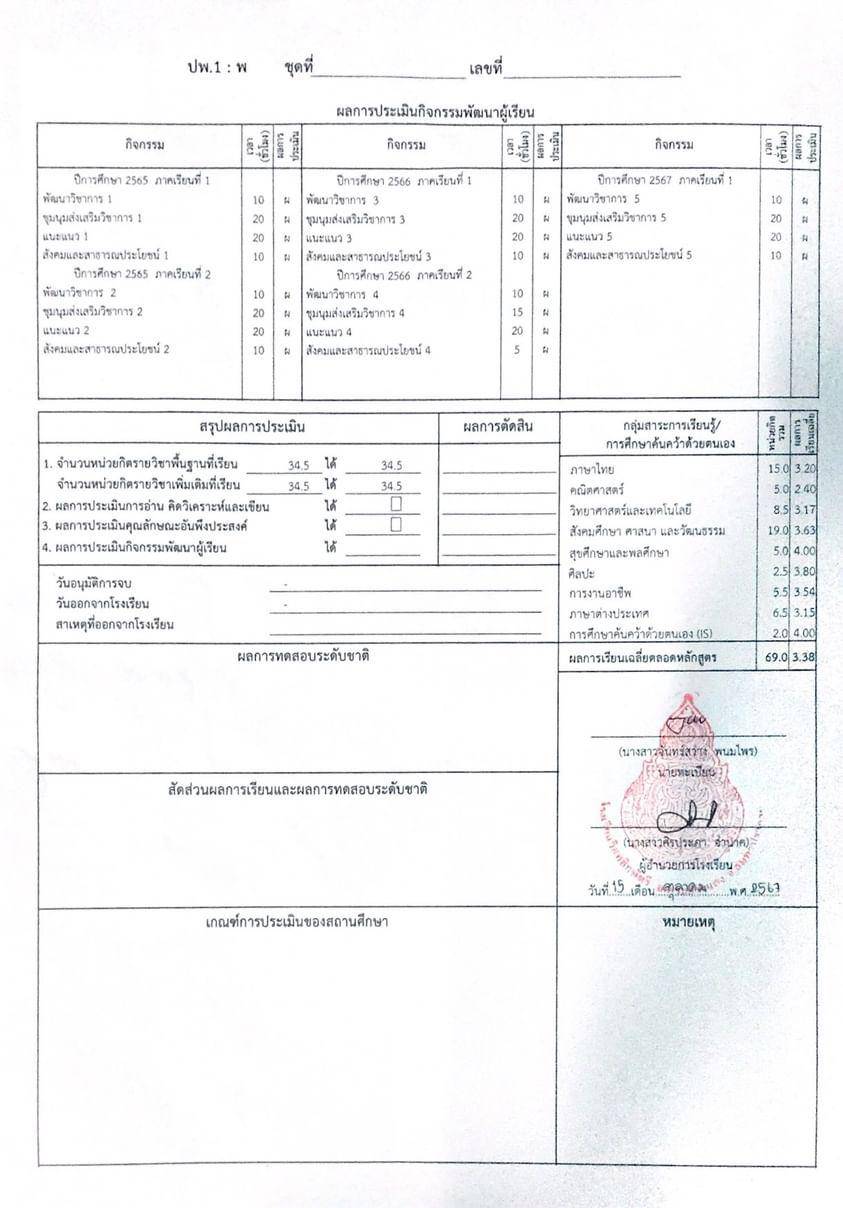 ปพ.1 : พ ชุดที่ เลขที่
ผลการประเมินกิจกรรมพัฒนาผู้เรียน
กิจกรรม เวลา (ชั่วโมง) ผลการประเมิน กิจกรรม เวลา (ชั่วโมง) ผลการประเมิน กิจกรรม เวลา (ชั่วโมง) ผลการประเมิน
ปีการศึกษา 2565 ภาคเรียนที่ 1 ปีการศึกษา 2566 ภาคเรียนที่ 1 ปีการศึกษา 2567 ภาคเรียนที่ 1
พัฒนาวิชาการ 1 10 ผ พัฒนาวิชาการ 3 10 ผ พัฒนาวิชาการ 5 10 ผ
ชุมนุมส่งเสริมวิชาการ 1 20 ผ ชุมนุมส่งเสริมวิชาการ 3 20 ผ ชุมนุมส่งเสริมวิชาการ 5 20 ผ
แนะแนว 1 20 ผ แนะแนว 3 20 ผ แนะแนว 5 20 ผ
สังคมและสาธารณประโยชน์ 1 10 ผ สังคมและสาธารณประโยชน์ 3 10 ผ สังคมและสาธารณประโยชน์ 5 10 ผ
ปีการศึกษา 2565 ภาคเรียนที่ 2 ปีการศึกษา 2566 ภาคเรียนที่ 2
พัฒนาวิชาการ 2 10 ผ พัฒนาวิชาการ 4 10 ผ
ชุมนุมส่งเสริมวิชาการ 2 20 ผ ชุมนุมส่งเสริมวิชาการ 4 15 ผ
แนะแนว 2 20 ผ แนะแนว 4 20 ผ
สังคมและสาธารณประโยชน์ 2 10 ผ สังคมและสาธารณประโยชน์ 4 5 ผ
สรุปผลการประเมิน ผลการตัดสิน
1. จำนวนหน่วยกิตรายวิชาพื้นฐานที่เรียน 34.5 ได้ 34.5
จำนวนหน่วยกิตรายวิชาเพิ่มเติมที่เรียน 34.5 ได้ 34.5
2. ผลการประเมินการอ่าน คิดวิเคราะห์และเขียน ได้
3. ผลการประเมินคุณลักษณะอันพึงประสงค์ ได้
4. ผลการประเมินกิจกรรมพัฒนาผู้เรียน ได้
วันอนุมัติการจบ -
วันออกจากโรงเรียน -
สาเหตุที่ออกจากโรงเรียน
กลุ่มสาระการเรียนรู้/ การศึกษาค้นคว้าด้วยตนเอง หน่วยกิตรวม ผลการเรียนเฉลี่ย
ภาษาไทย 15.0 3.20
คณิตศาสตร์ 5.0 2.40
วิทยาศาสตร์และเทคโนโลยี 8.5 3.17
สังคมศึกษา ศาสนา และวัฒนธรรม 19.0 3.63
สุขศึกษาและพลศึกษา 5.0 4.00
ศิลปะ 2.5 3.80
การงานอาชีพ 5.5 3.54
ภาษาต่างประเทศ 6.5 3.15
การศึกษาค้นคว้าด้วยตนเอง (IS) 2.0 4.00
ผลการเรียนเฉลี่ยตลอดหลักสูตร 69.0 3.38
ผลการทดสอบระดับชาติ
สัดส่วนผลการเรียนและผลการทดสอบระดับชาติ
(นางสาวจันทร์สว่าง พนมไพร)
นายทะเบียน
(นางสาวศิรประภา
ผู้อำนวยการโรงเรียน
วันที่ 15 เดือน ตุลาคม พ.ศ. 2567
เกณฑ์การประเมินของสถานศึกษา หมายเหตุ